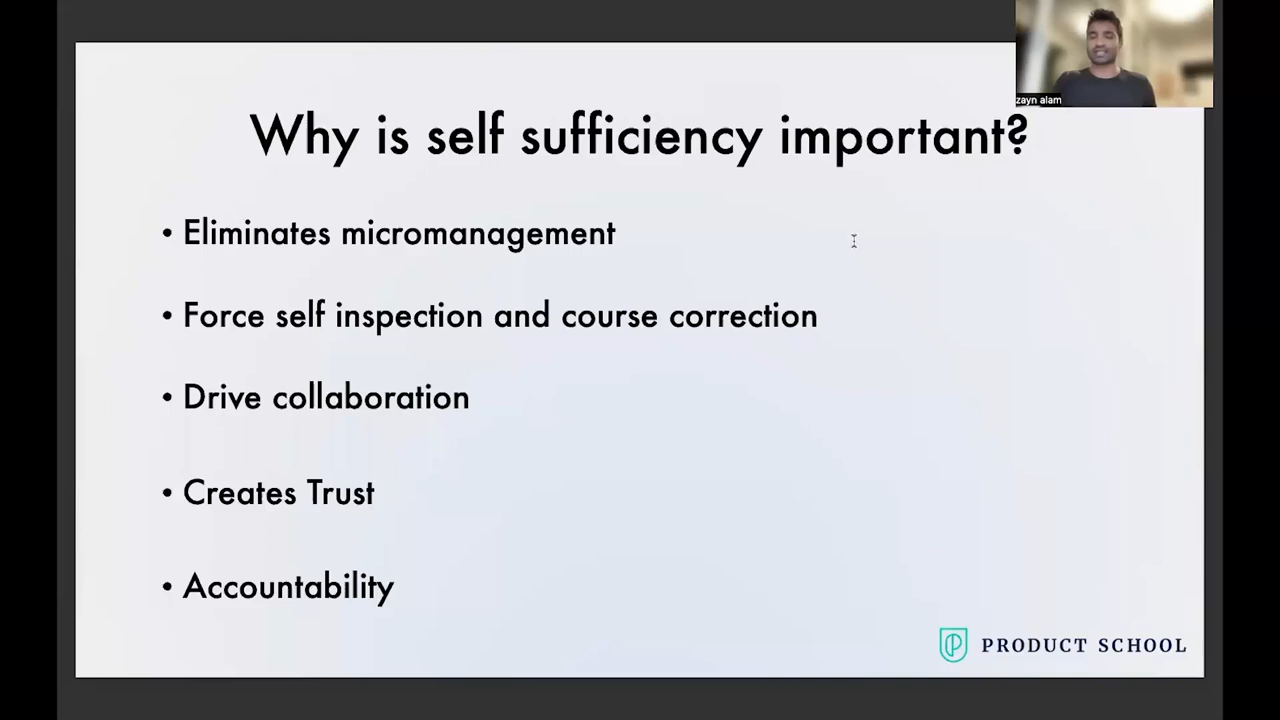 zayn alam
Why is self sufficiency important?
• Eliminates micromanagement
• Force self inspection and course correction
• Drive collaboration
• Creates Trust
• Accountability
PRODUCT SCHOOL